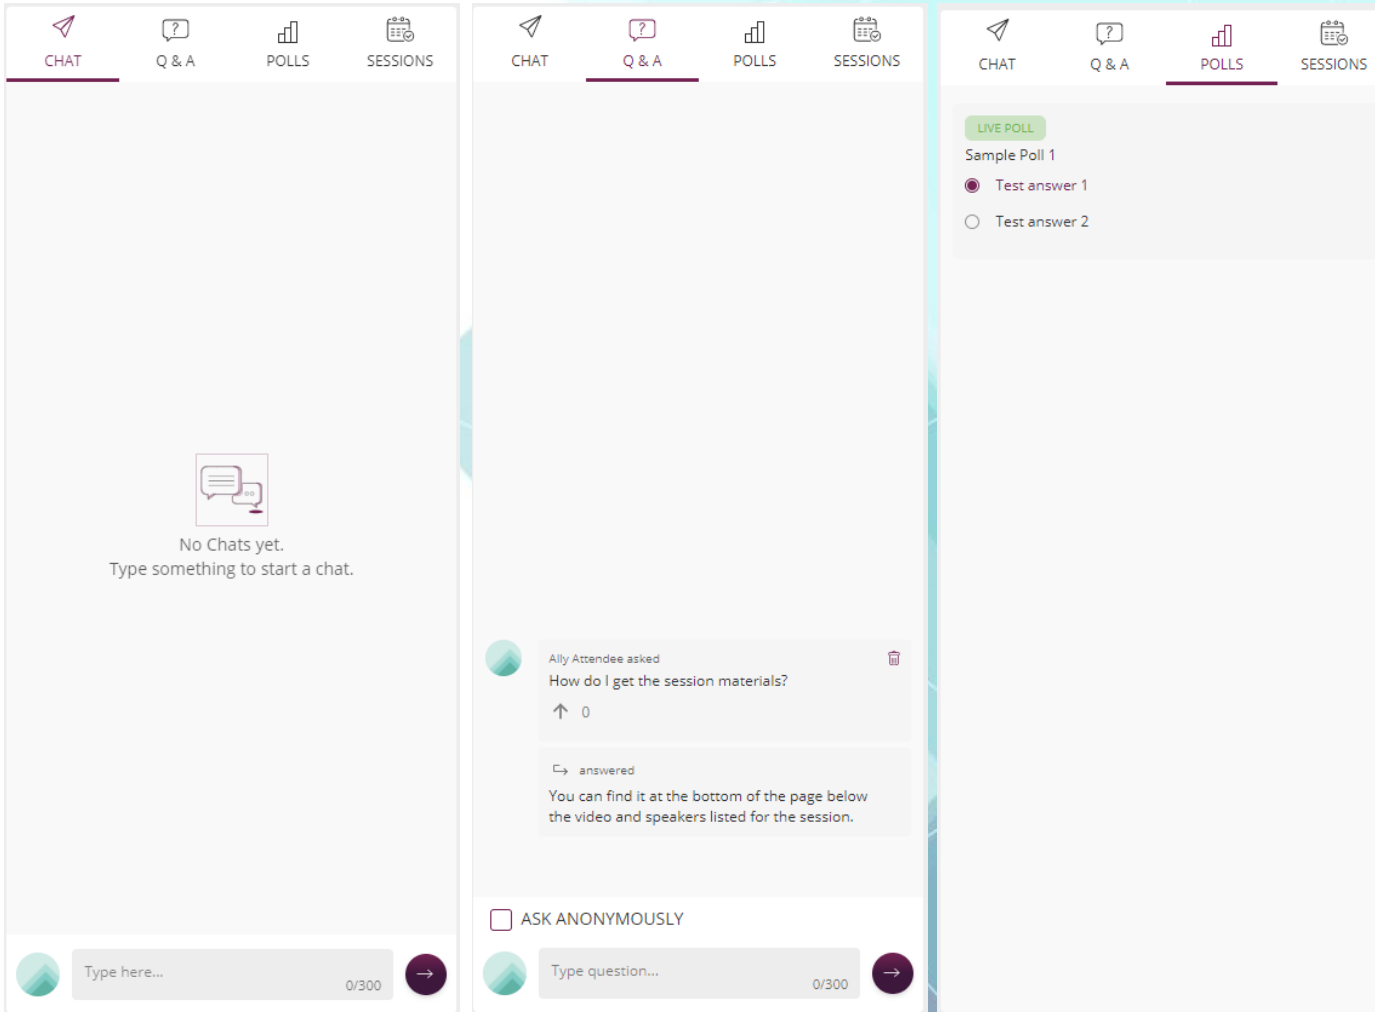 CHAT Q & A POLLS SESSIONS
No Chats yet.
Type something to start a chat.
Type here...
0/300
CHAT Q & A POLLS SESSIONS
Ally Attendee asked
How do I get the session materials?
0
answered
You can find it at the bottom of the page below
the video and speakers listed for the session.
ASK ANONYMOUSLY
Type question...
0/300
CHAT Q & A POLLS SESSIONS
LIVE POLL
Sample Poll 1
Test answer 1
Test answer 2